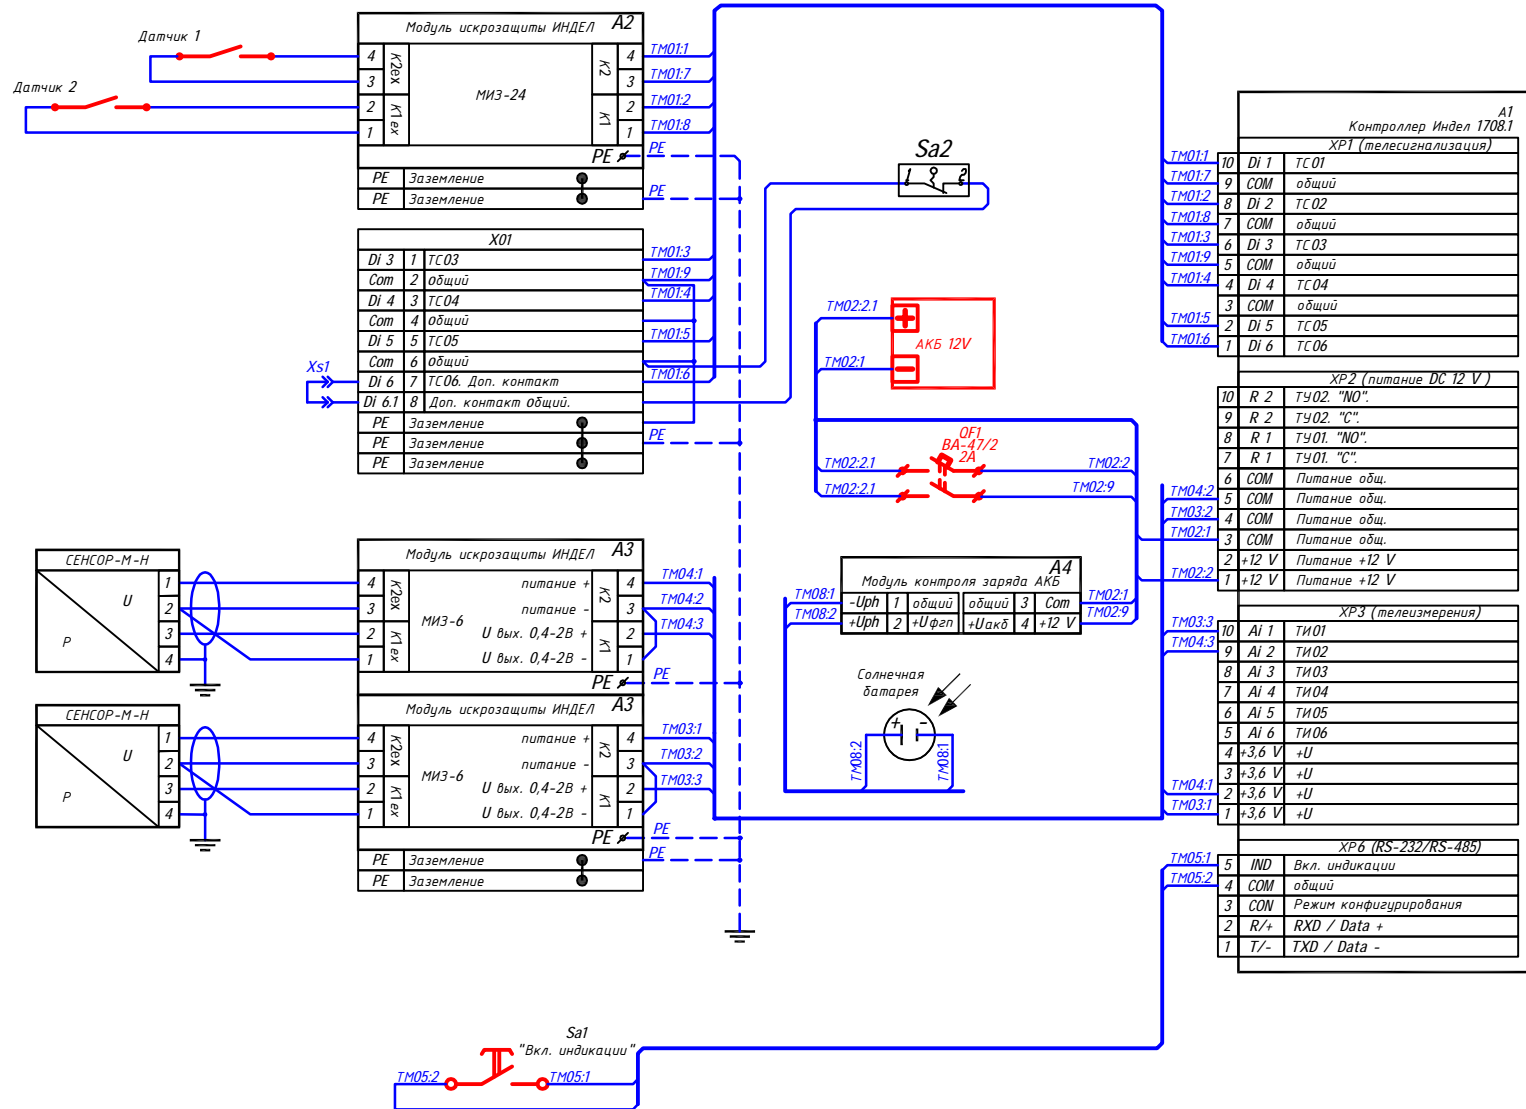 Датчик 1
Датчик 2
Модуль искрозащиты ИНДЕЛ A2
4 K2ex K2 4 TM01:1
3 3 TM01:7
МИЗ-24
2 K1 ex K1 2 TM01:2
1 1 TM01:8
PE PE
PE Заземление
PE Заземление PE
X01
Di 3 1 ТС03 TM01:3
Com 2 общий TM01:9
Di 4 3 ТС04 TM01:4
Com 4 общий
Di 5 5 ТС05 TM01:5
Com 6 общий
Xs1
Di 6 7 ТС06. Доп. контакт TM01:6
Di 6.1 8 Доп. контакт Общий.
PE Заземление
PE Заземление PE
PE Заземление
СЕНСОР-М-Н
U
P
1
2
3
4
Модуль искрозащиты ИНДЕЛ A3
4 K2ex питание + K2 4 TM04:1
3 питание - 3 TM04:2
МИЗ-6
2 K1 ex U вых. 0,4-2В + K1 2 TM04:3
1 U вых. 0,4-2В - 1
PE PE
СЕНСОР-М-Н
U
P
1
2
3
4
Модуль искрозащиты ИНДЕЛ A3
4 K2ex питание + K2 4 TM03:1
3 питание - 3 TM03:2
МИЗ-6
2 K1 ex U вых. 0,4-2В + K1 2 TM03:3
1 U вых. 0,4-2В - 1
PE PE
PE Заземление PE
PE Заземление
Sa2
1 2
TM02:2.1
+
АКБ 12V
TM02:1
-
QF1
ВА-47/2
2А
TM02:2.1 TM02:2
TM02:2.1 TM02:9
A4
Модуль контроля заряда АКБ
TM08:1 -Uph 1 общий общий 3 Com TM02:1
TM08:2 +Uph 2 +Uфгп +Uакб 4 +12 V TM02:9
Солнечная
батарея
+ -
TM08:2 TM08:1
Sa1
"Вкл. индикации"
TM05:2 TM05:1
A1
Контроллер Индел 1708.1
XP1 (телесигнализация)
TM01:1 10 Di 1 ТС01
TM01:7 9 COM общий
TM01:2 8 Di 2 ТС02
TM01:8 7 COM общий
TM01:3 6 Di 3 ТС03
TM01:9 5 COM общий
TM01:4 4 Di 4 ТС04
3 COM общий
TM01:5 2 Di 5 ТС05
TM01:6 1 Di 6 ТС06
XP2 (питание DC 12 V )
10 R 2 ТУ02. "NO".
9 R 2 ТУ02. "C".
8 R 1 ТУ01. "NO".
7 R 1 ТУ01. "C".
6 COM Питание общ.
TM04:2 5 COM Питание общ.
TM03:2 4 COM Питание общ.
TM02:1 3 COM Питание общ.
2 +12 V Питание +12 V
TM02:2 1 +12 V Питание +12 V
XP3 (телеизмерения)
TM03:3 10 Ai 1 ТИ01
TM04:3 9 Ai 2 ТИ02
8 Ai 3 ТИ03
7 Ai 4 ТИ04
6 Ai 5 ТИ05
5 Ai 6 ТИ06
4 +3,6 V +U
3 +3,6 V +U
TM04:1 2 +3,6 V +U
TM03:1 1 +3,6 V +U
XP6 (RS-232/RS-485)
TM05:1 5 IND Вкл. индикации
TM05:2 4 COM общий
3 CON Режим конфигурирования
2 R/+ RXD / Data +
1 T/- TXD / Data -